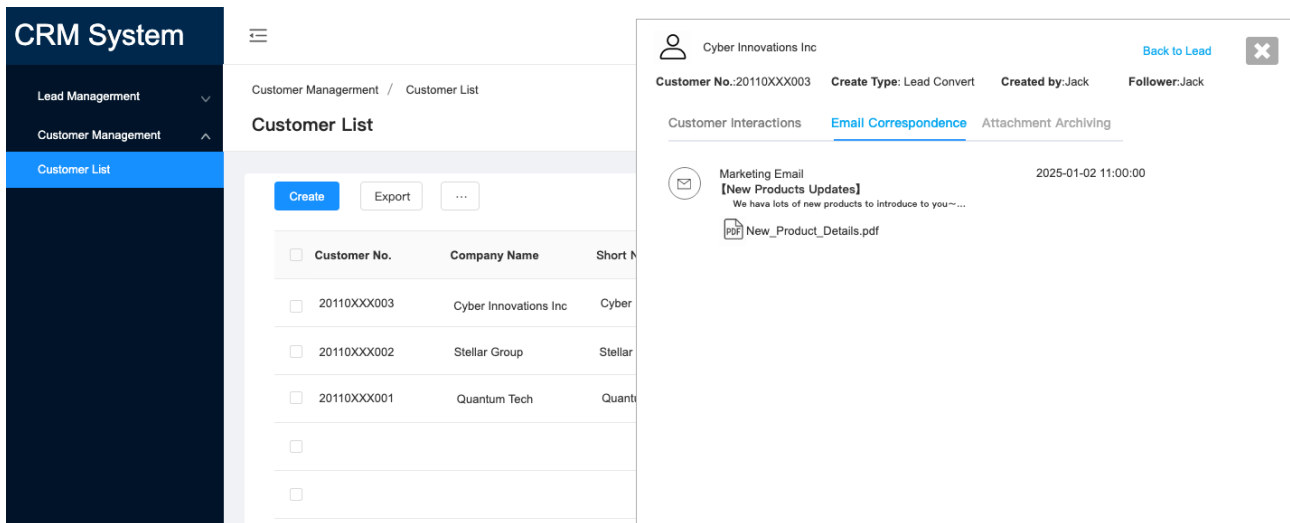 CRM System
Lead Managerment
Customer Management
Customer List
Customer Managerment / Customer List
Customer List
Create
Export
...
Customer No.
Company Name
Short N
20110XXX003
Cyber Innovations Inc
Cyber
20110XXX002
Stellar Group
Stellar
20110XXX001
Quantum Tech
Cyber Innovations Inc
Back to Lead
Customer No.:20110XXX003
Create Type: Lead Convert
Created by:Jack
Follower:Jack
Customer Interactions
Email Correspondence
Attachment Archiving
Marketing Email
2025-01-02 11:00:00
【New Products Updates】
We hava lots of new products to introduce to you~...
PDF
New_Product_Details.pdf